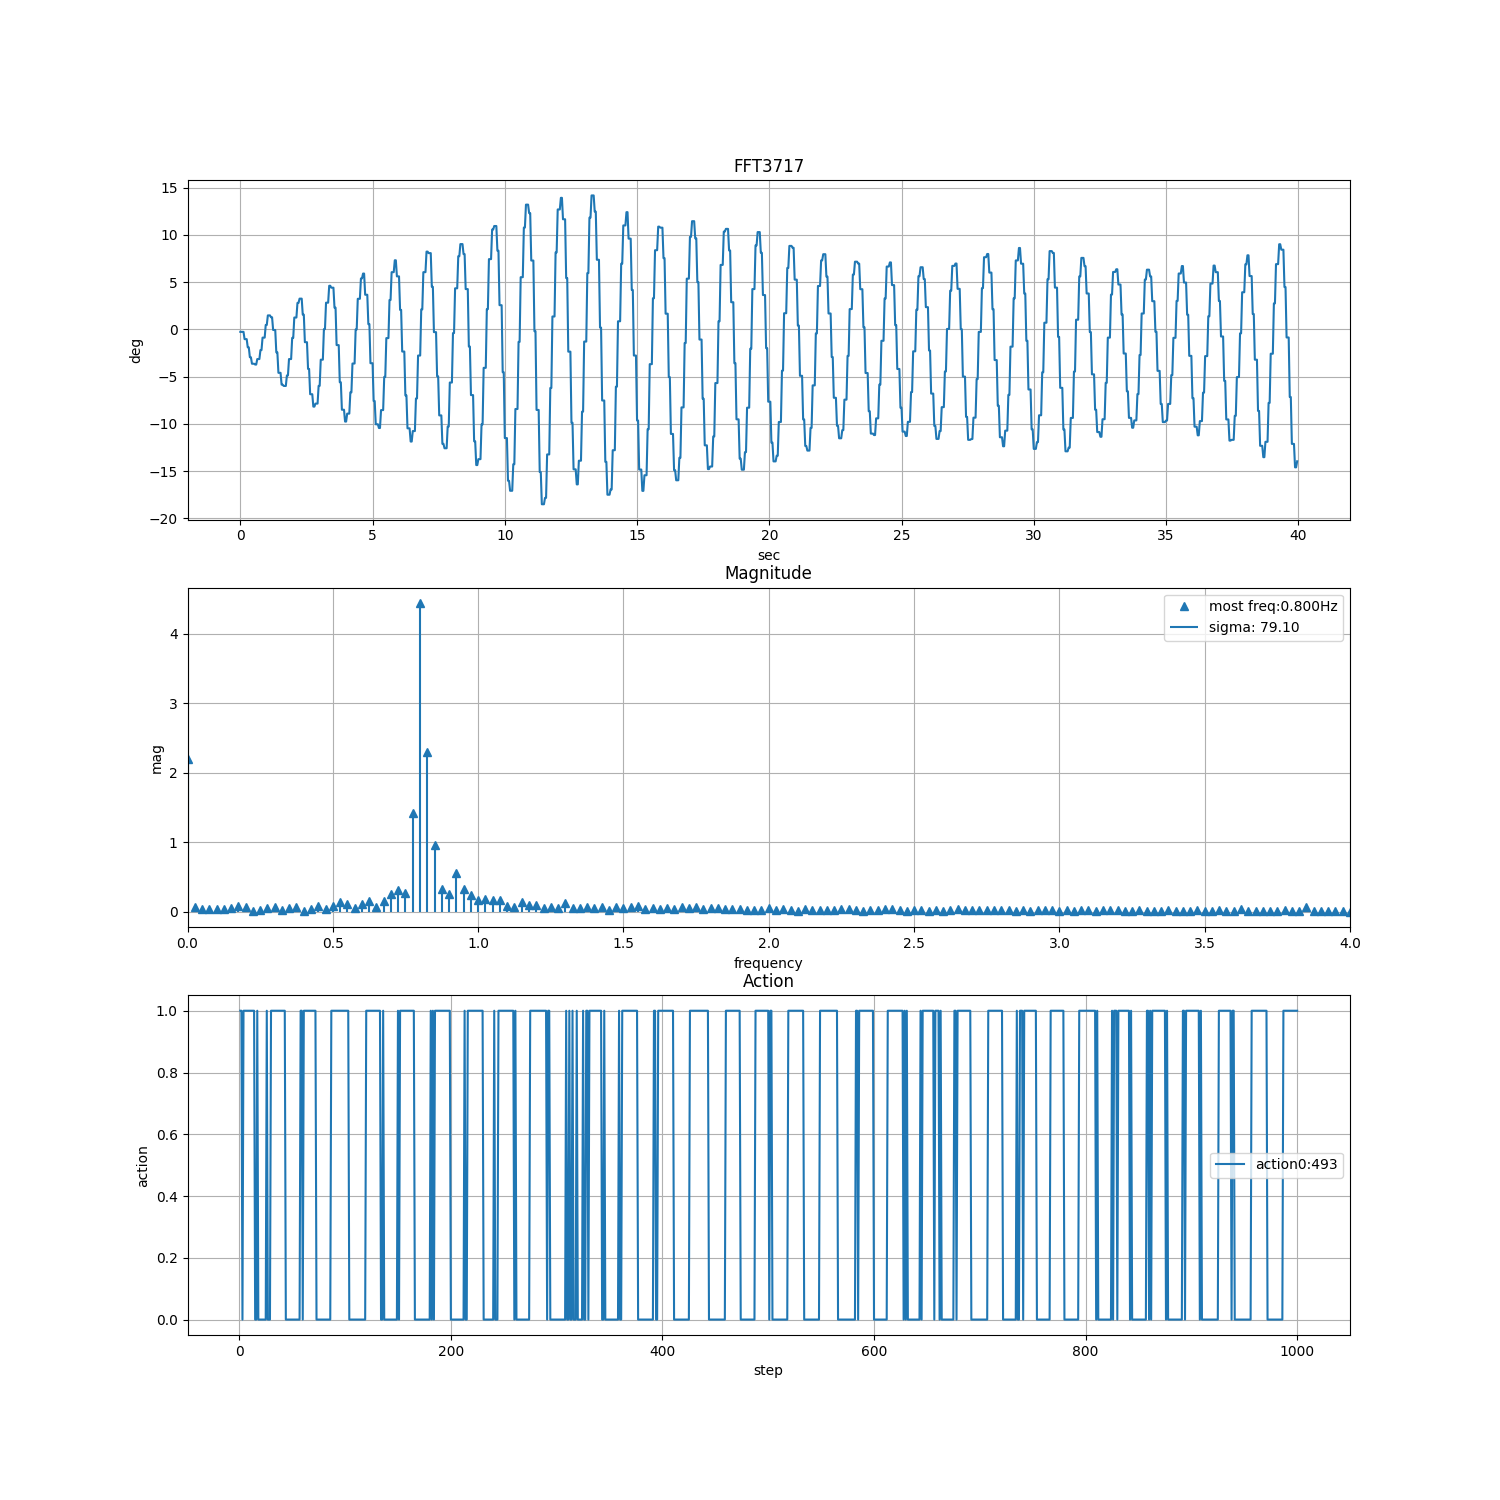 FFT3717
15
10
5
0
−5
−10
−15
−20
deg
0 5 10 15 20 25 30 35 40
sec
Magnitude
most freq:0.800Hz
sigma: 79.10
4
3
2
1
0
mag
0.0 0.5 1.0 1.5 2.0 2.5 3.0 3.5 4.0
frequency
Action
1.0
0.8
0.6
0.4
0.2
0.0
action
action0:493
0 200 400 600 800 1000
step